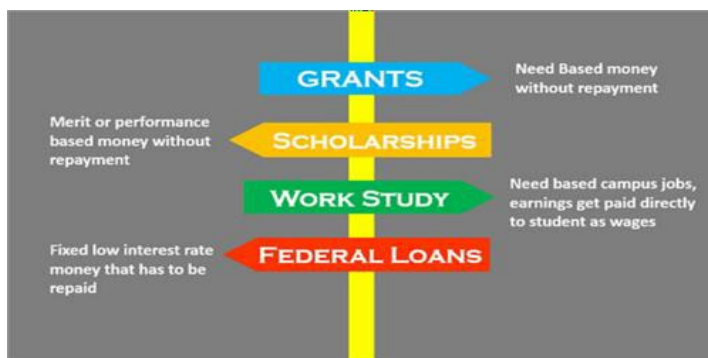 GRANTS
Need Based money
without repayment
Merit or performance
based money without
repayment
SCHOLARSHIPS
WORK STUDY
Need based campus jobs,
earnings get paid directly
to student as wages
Fixed low interest rate
money that has to be
repaid
FEDERAL LOANS